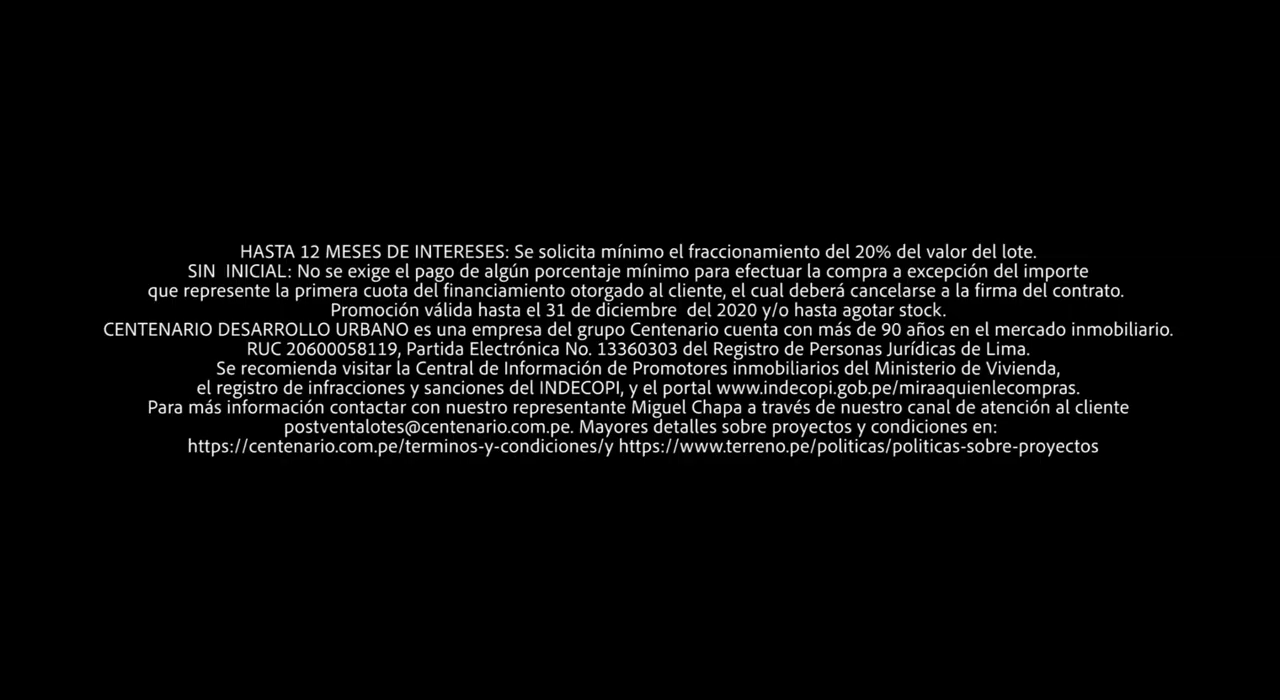 HASTA 12 MESES DE INTERESES: Se solicita mínimo el fraccionamiento del 20% del valor del lote.
SIN  INICIAL: No se exige el pago de algún porcentaje mínimo para efectuar la compra a excepción del importe
que represente la primera cuota del financiamiento otorgado al cliente, el cual deberá cancelarse a la firma del contrato.
Promoción válida hasta el 31 de diciembre  del 2020 y/o hasta agotar stock.
CENTENARIO DESARROLLO URBANO es una empresa del grupo Centenario cuenta con más de 90 años en el mercado inmobiliario.
RUC 20600058119, Partida Electrónica No. 13360303 del Registro de Personas Jurídicas de Lima.
Se recomienda visitar la Central de Información de Promotores inmobiliarios del Ministerio de Vivienda,
el registro de infracciones y sanciones del INDECOPI, y el portal www.indecopi.gob.pe/miraaquienlecompras.
Para más información contactar con nuestro representante Miguel Chapa a través de nuestro canal de atención al cliente
postventalotes@centenario.com.pe. Mayores detalles sobre proyectos y condiciones en:
https://centenario.com.pe/terminos-y-condiciones/y https://www.terreno.pe/politicas/politicas-sobre-proyectos